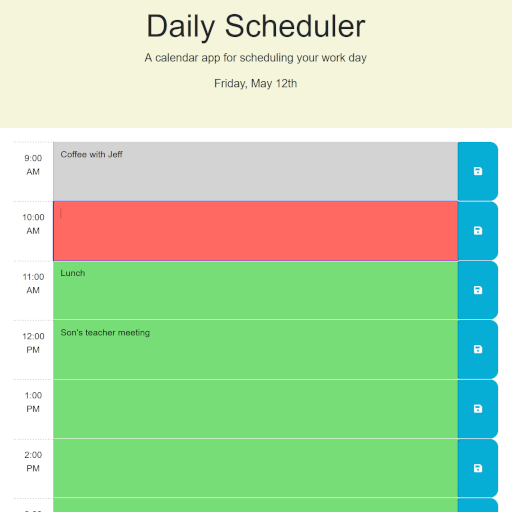 Daily Scheduler
A calendar app for scheduling your work day
Friday, May 12th
9:00
AM
Coffee with Jeff
10:00
AM
11:00
AM
Lunch
12:00
PM
Son's teacher meeting
1:00
PM
2:00
PM